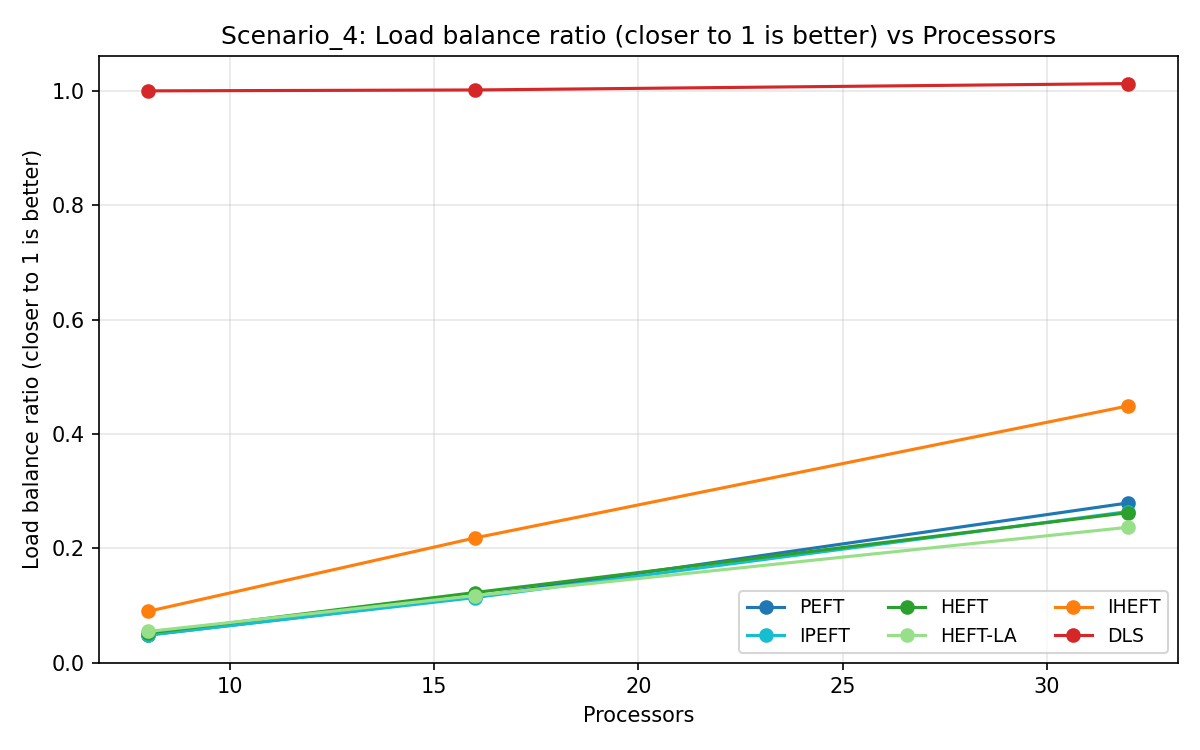 Scenario_4: Load balance ratio (closer to 1 is better) vs Processors
Load balance ratio (closer to 1 is better)
1.0
0.8
0.6
0.4
0.2
0.0
10 15 20 25 30
Processors
PEFT HEFT IHEFT
IPEFT HEFT-LA DLS